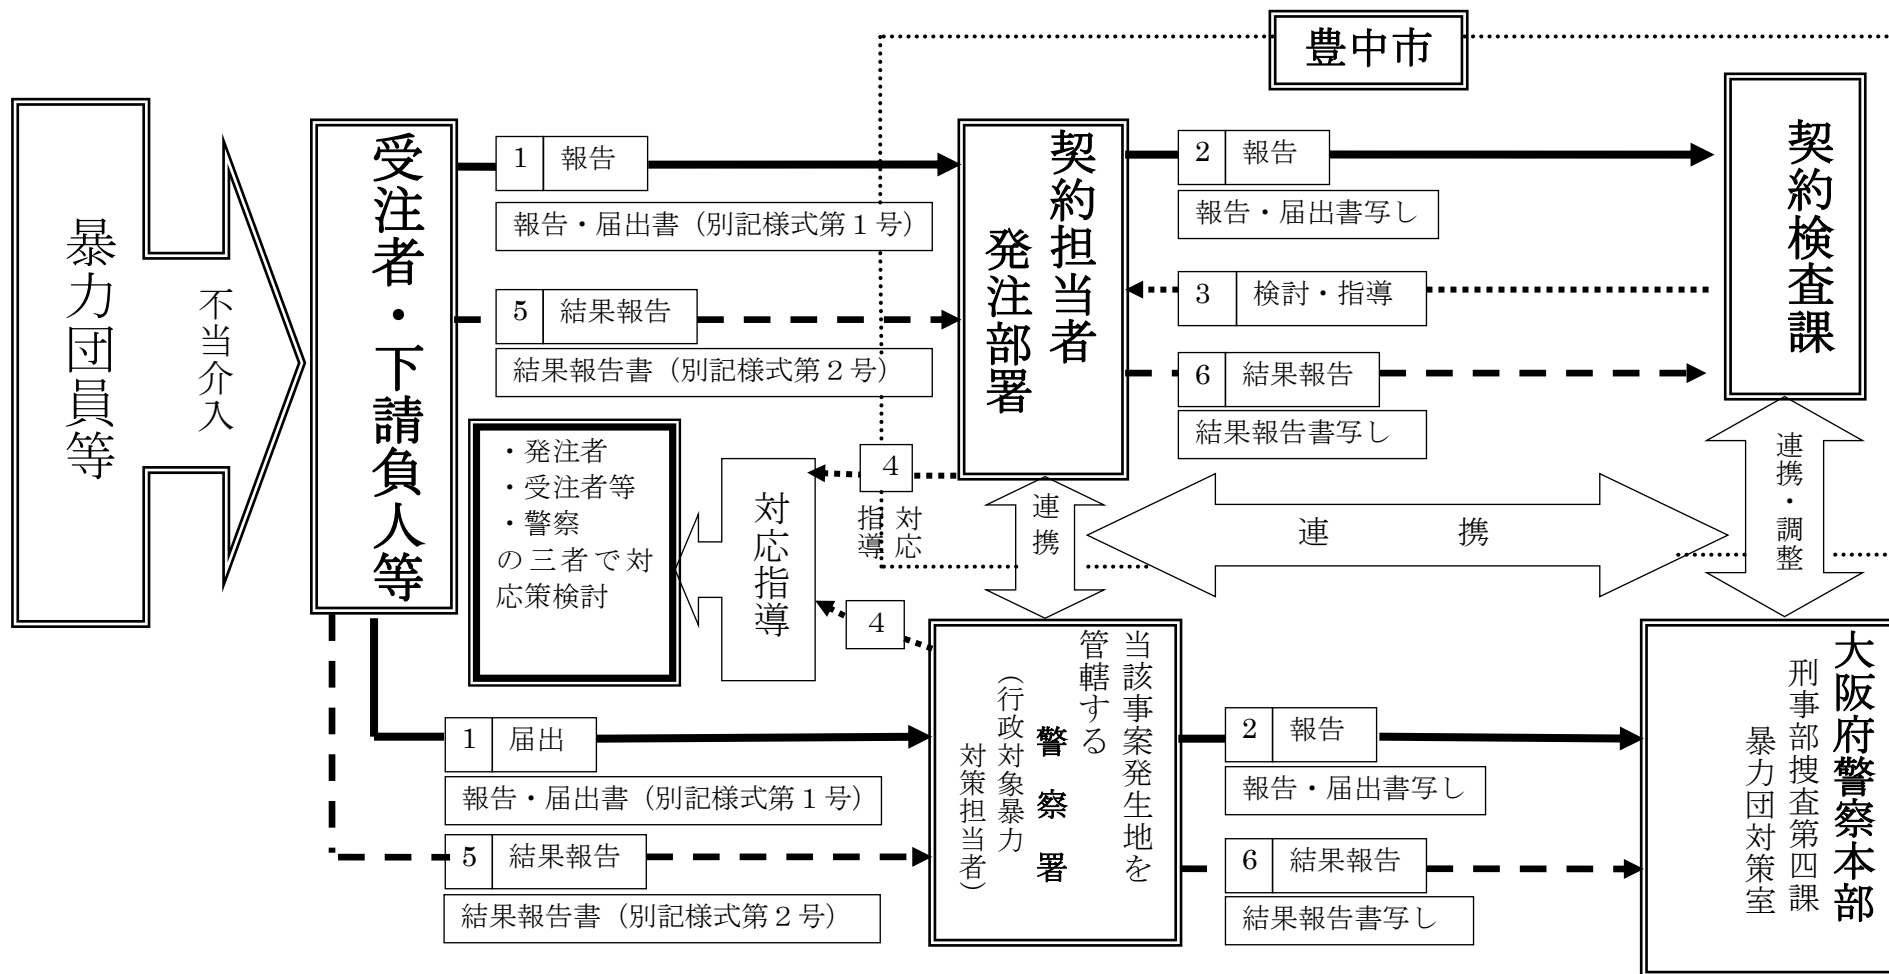 豊中市
暴力団員等
不当介入
受注者・下請負人等
1 報告
報告・届出書（別記様式第１号）
5 結果報告
結果報告書（別記様式第２号）
契約担当者
発注部署
2 報告
報告・届出書写し
3 検討・指導
6 結果報告
結果報告書写し
契約検査課
・発注者
・受注者等
・警察
の三者で対
応策検討
対応指導
4
対応
指導
4
連携
連携
連携・調整
1 届出
報告・届出書（別記様式第１号）
5 結果報告
結果報告書（別記様式第２号）
当該事案発生地を
管轄する
警察署
（行政対象暴力
対策担当者）
2 報告
報告・届出書写し
6 結果報告
結果報告書写し
大阪府警察本部
刑事部捜査第四課
暴力団対策室